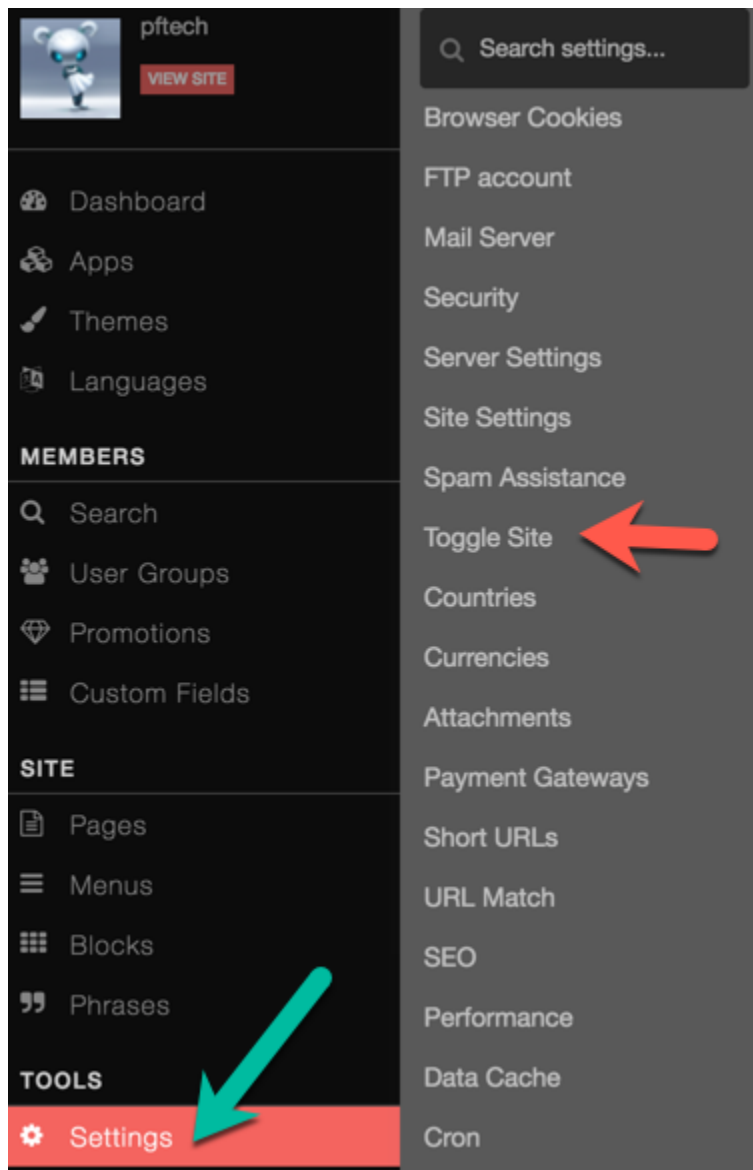 pftech
VIEW SITE
Dashboard
Apps
Themes
Languages
MEMBERS
Search
User Groups
Promotions
Custom Fields
SITE
Pages
Menus
Blocks
Phrases
TOOLS
Settings
Search settings...
Browser Cookies
FTP account
Mail Server
Security
Server Settings
Site Settings
Spam Assistance
Toggle Site
Countries
Currencies
Attachments
Payment Gateways
Short URLs
URL Match
SEO
Performance
Data Cache
Cron